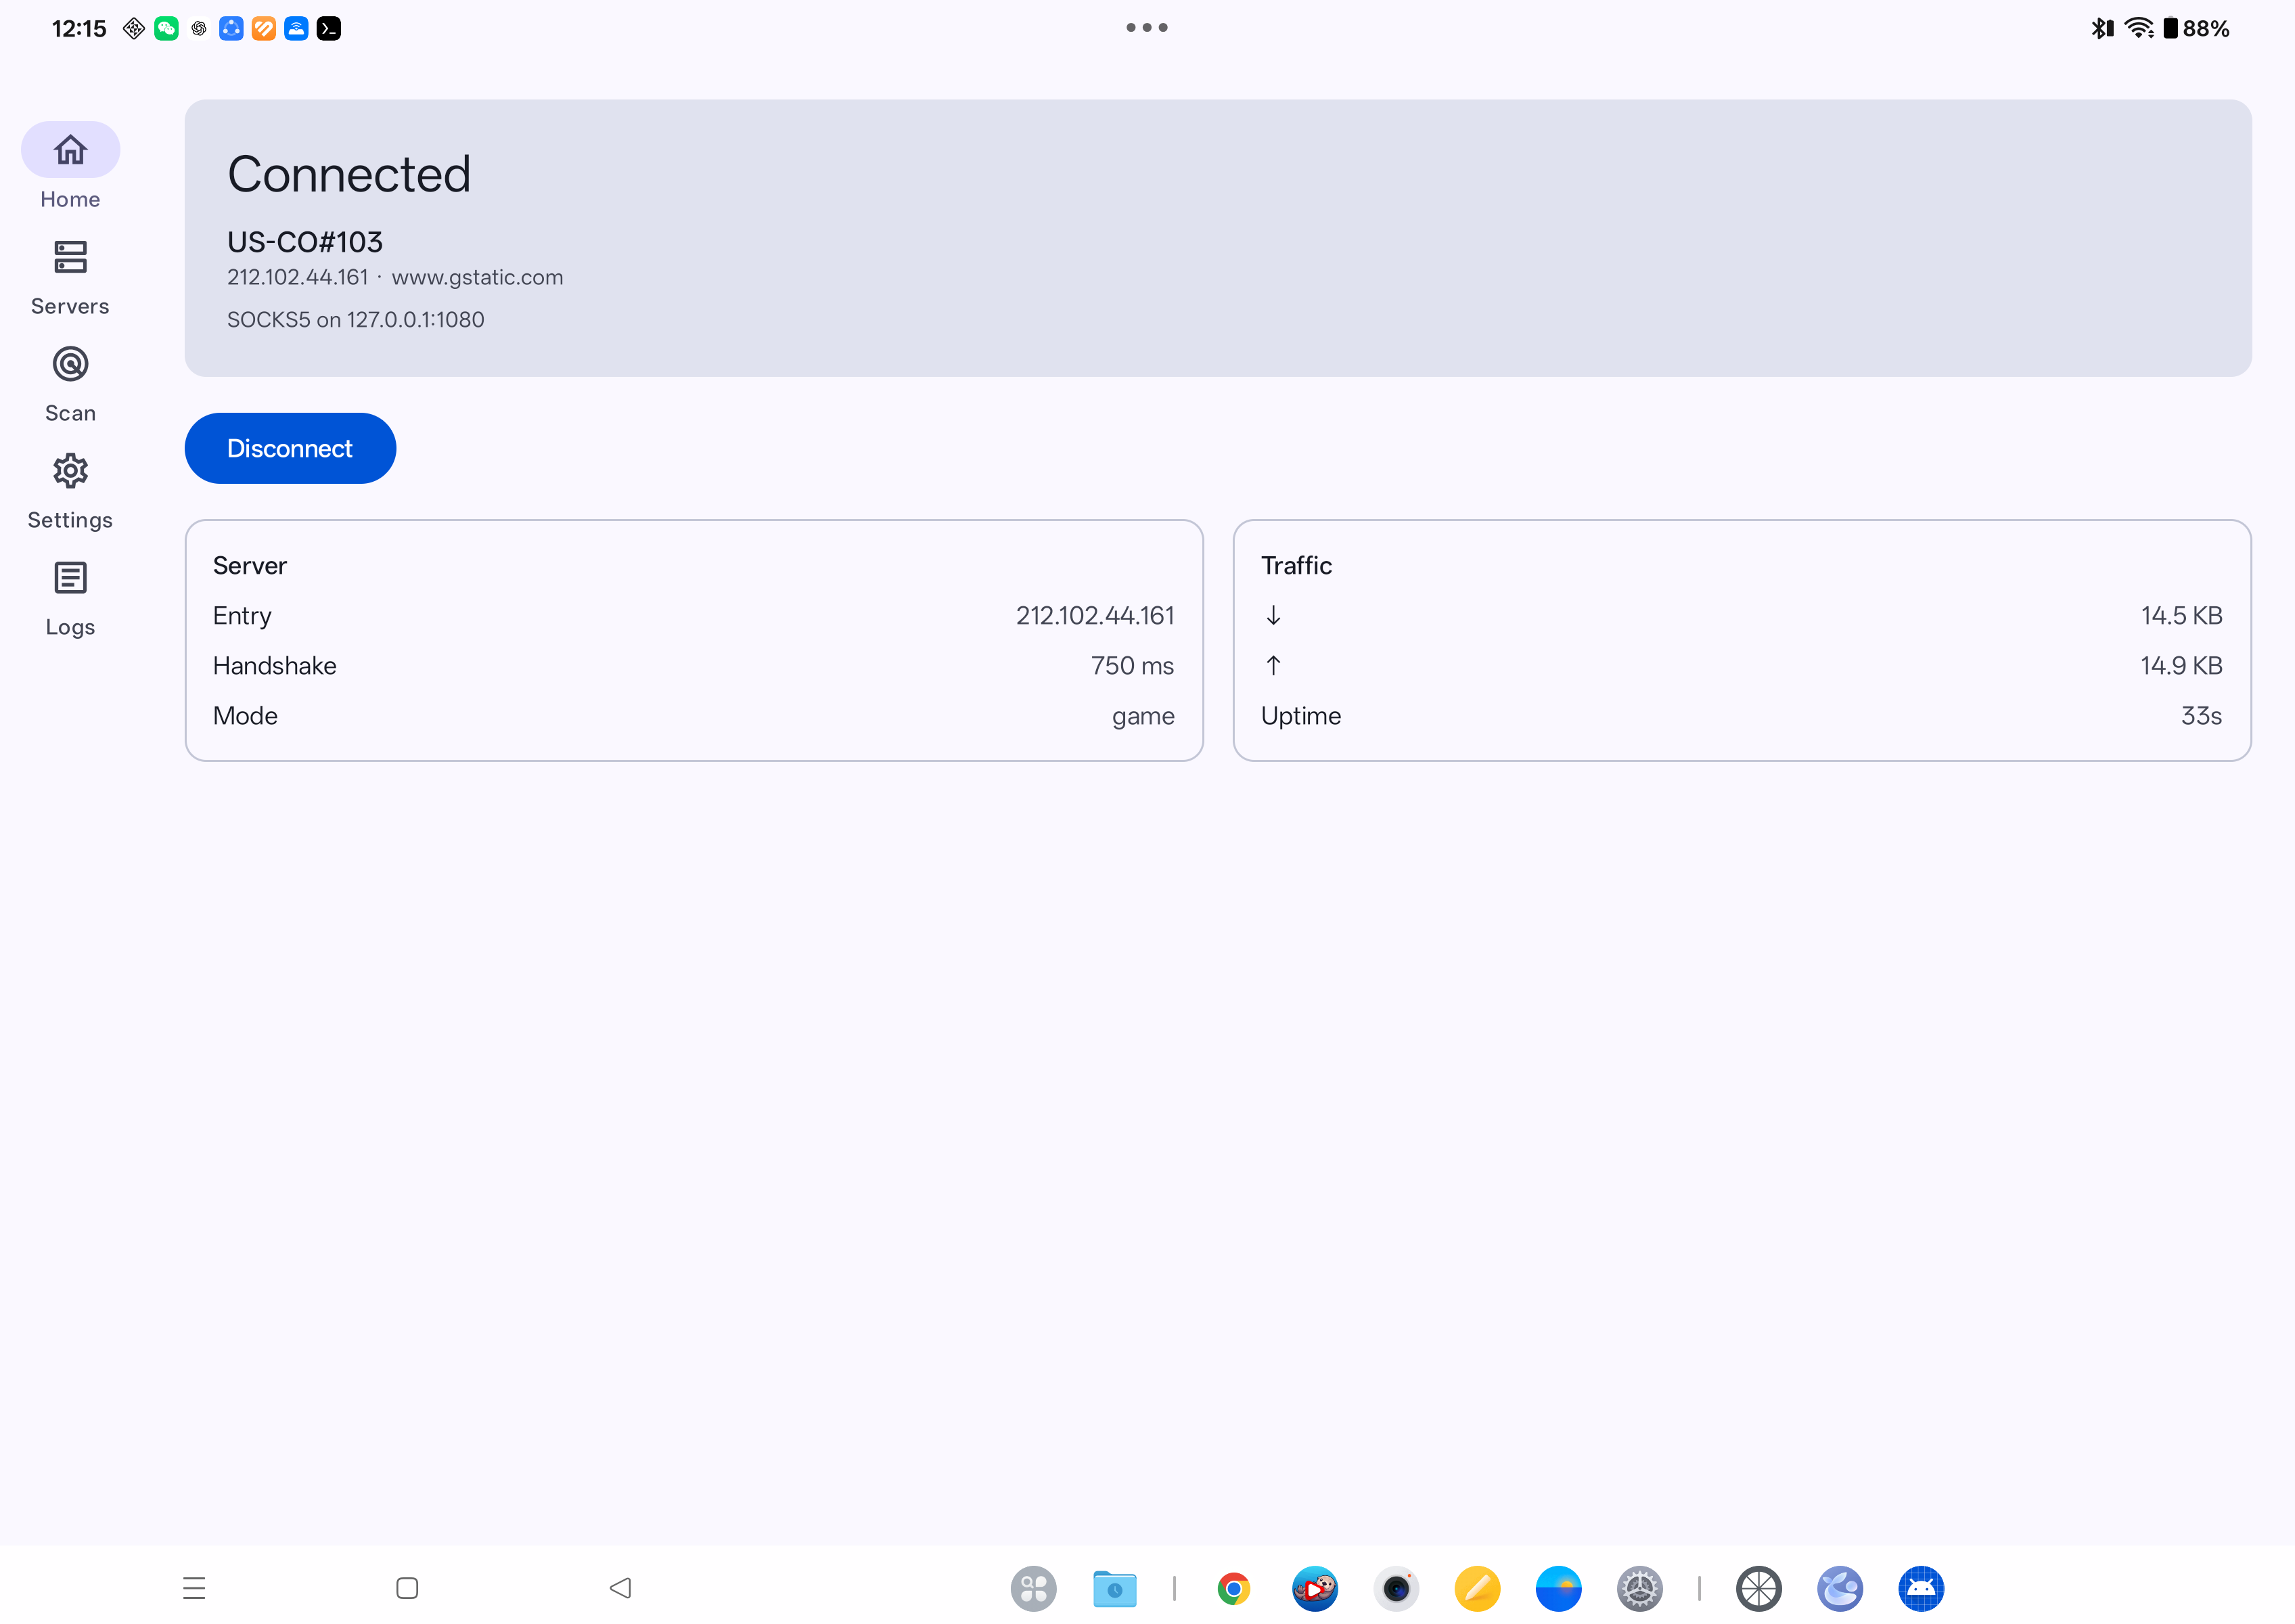 12:15
88%
Home
Servers
Scan
Settings
Logs
Connected
US-CO#103
212.102.44.161 · www.gstatic.com
SOCKS5 on 127.0.0.1:1080
Disconnect
Server
Entry 212.102.44.161
Handshake 750 ms
Mode game
Traffic
↓ 14.5 KB
↑ 14.9 KB
Uptime 33s